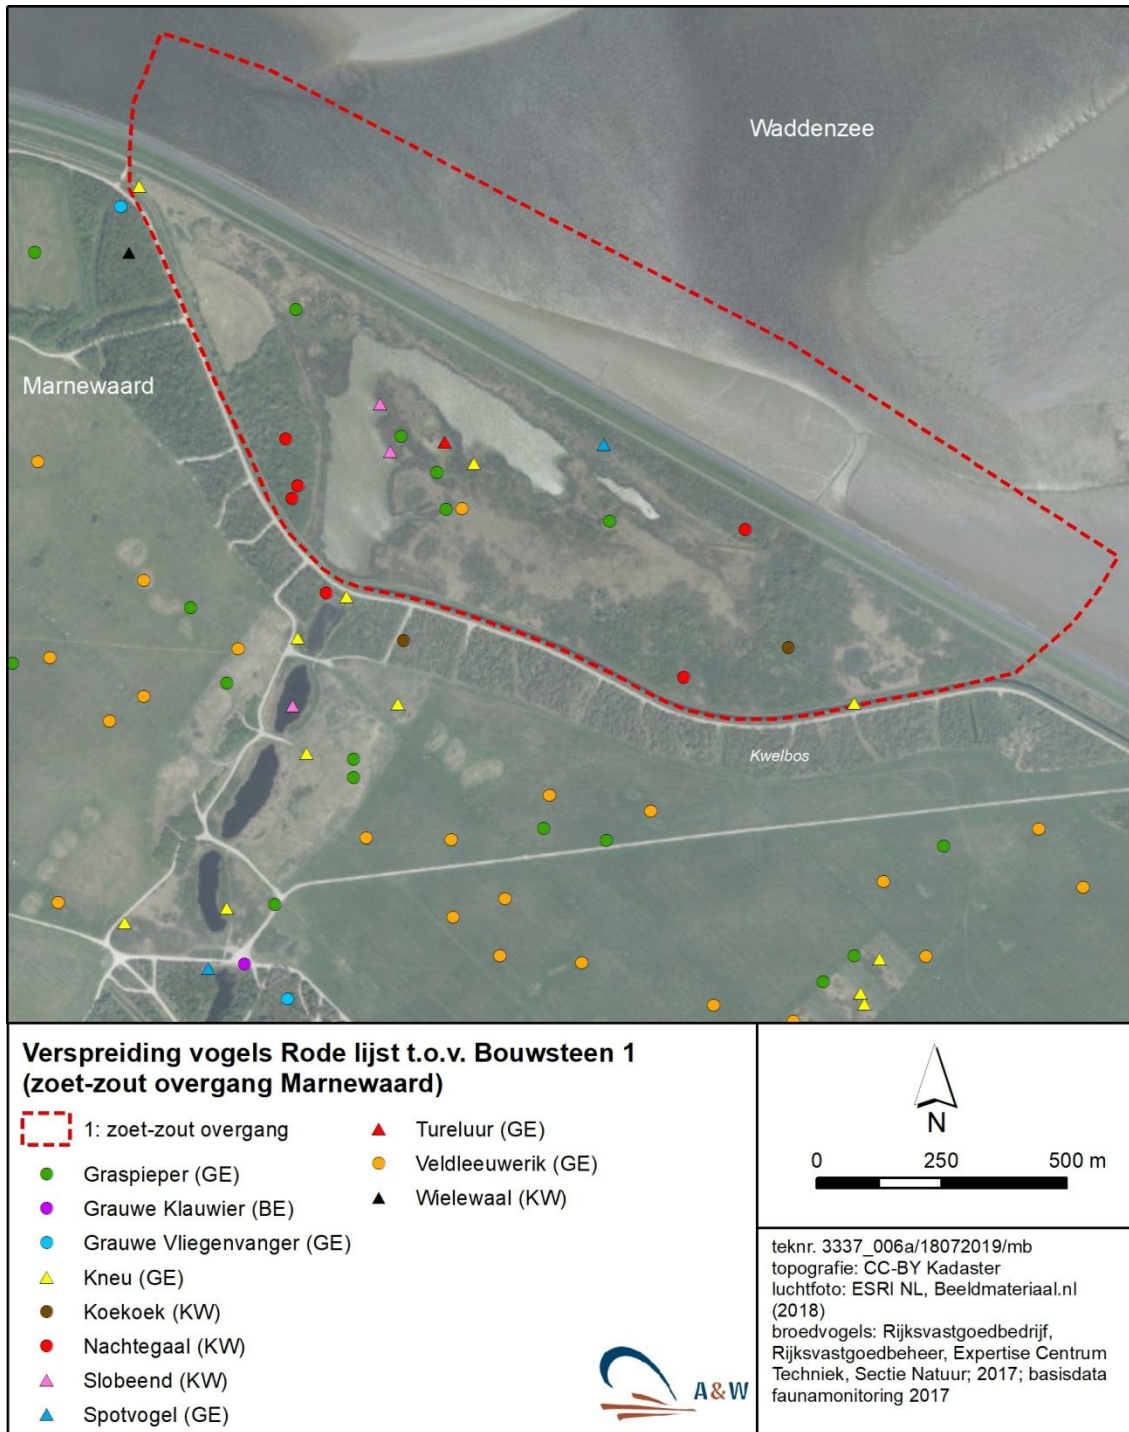 Waddenzee
Marnewaard
Kwelbos
Verspreiding vogels Rode lijst t.o.v. Bouwsteen 1
(zoet-zout overgang Marnewaard)
1: zoet-zout overgang
Graspieper (GE)
Grauwe Klauwier (BE)
Grauwe Vliegenvanger (GE)
Kneu (GE)
Koekoek (KW)
Nachtegaal (KW)
Slobeend (KW)
Spotvogel (GE)
Tureluur (GE)
Veldleeuwerik (GE)
Wielewaal (KW)
A&W
N
0 250 500 m
teknr. 3337_006a/18072019/mb
topografie: CC-BY Kadaster
luchtfoto: ESRI NL, Beeldmateriaal.nl
(2018)
broedvogels: Rijksvastgoedbedrijf,
Rijksvastgoedbeheer, Expertise Centrum
Techniek, Sectie Natuur; 2017; basisdata
faunamonitoring 2017